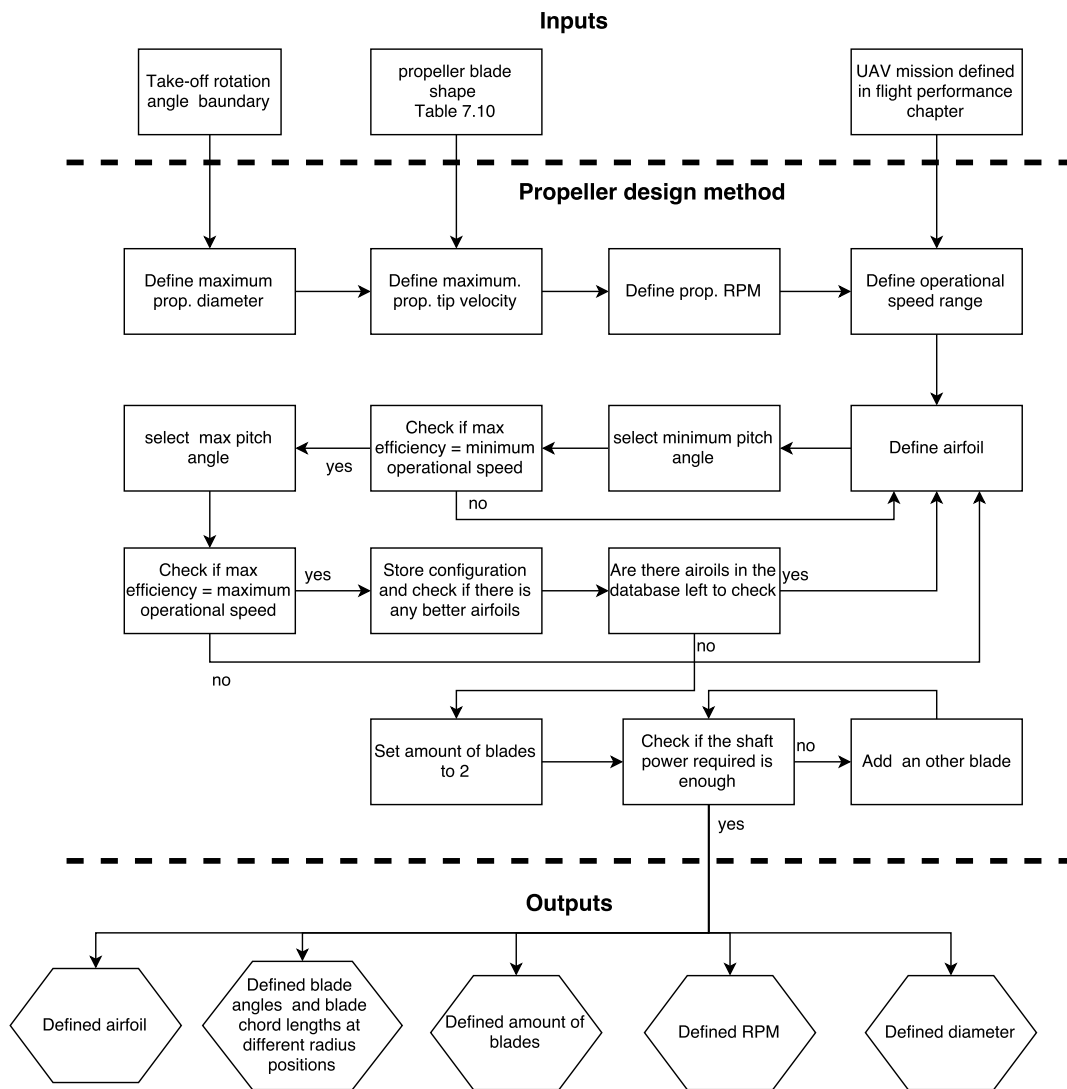 Inputs
Take-off rotation
angle baundary
propeller blade
shape
Table 7.10
UAV mission defined
in flight performance
chapter
Propeller design method
Define maximum
prop. diameter
Define maximum.
prop. tip velocity
Define prop. RPM
Define operational
speed range
select max pitch
angle
yes
Check if max
efficiency = minimum
operational speed
no
select minimum pitch
angle
Define airfoil
Check if max
efficiency = maximum
operational speed
yes
no
Store configuration
and check if there is
any better airfoils
Are there airoils in the
database left to check
yes
no
Set amount of blades
to 2
Check if the shaft
power required is
enough
no
yes
Add an other blade
Outputs
Defined airfoil
Defined blade
angles and blade
chord lengths at
different radius
positions
Defined amount of
blades
Defined RPM
Defined diameter